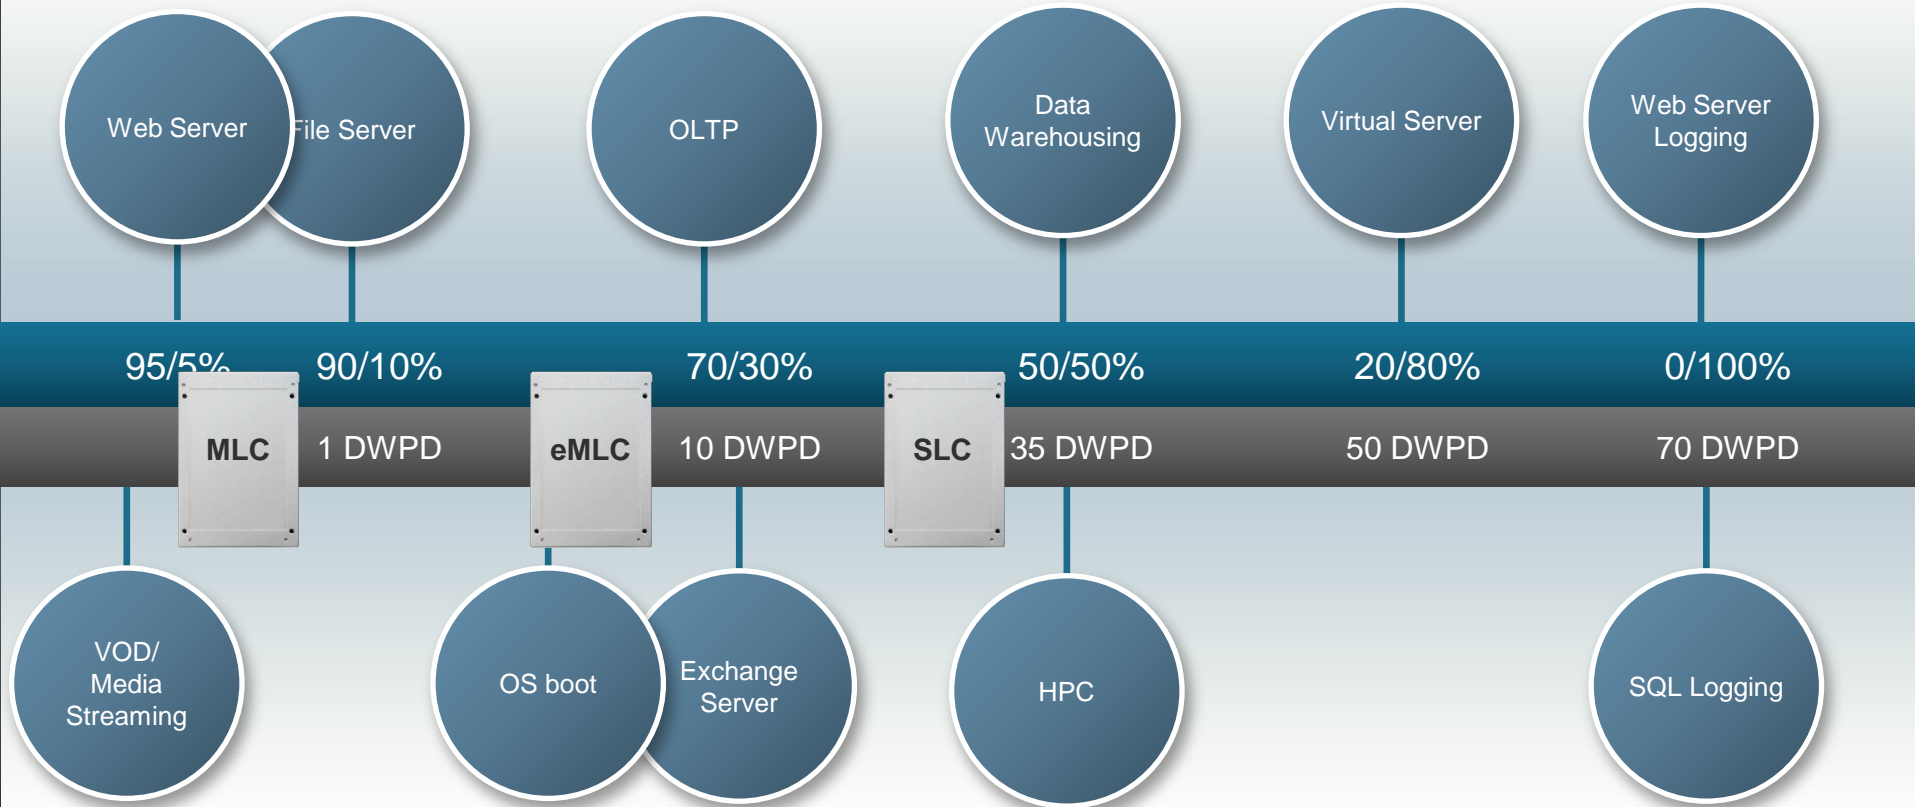 Web Server
File Server
OLTP
Data
Warehousing
Virtual Server
Web Server
Logging
95/5%
90/10%
70/30%
50/50%
20/80%
0/100%
MLC
1 DWPD
eMLC
10 DWPD
SLC
35 DWPD
50 DWPD
70 DWPD
VOD/
Media
Streaming
OS boot
Exchange
Server
HPC
SQL Logging